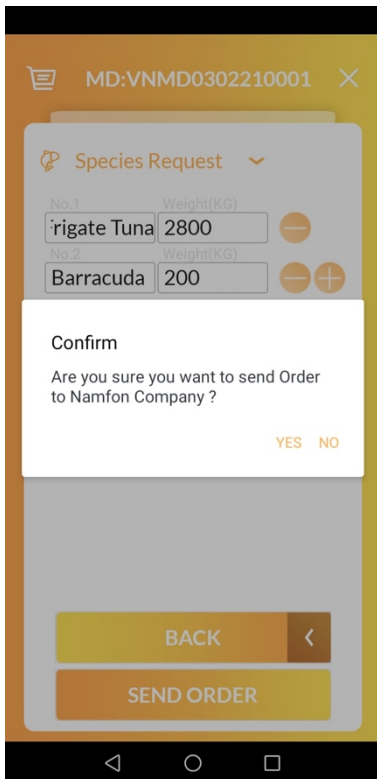 MD:VNMD0302210001
Species Request
No.1 Weight(KG)
rigate Tuna 2800
No.2 Weight(KG)
Barracuda 200
Confirm
Are you sure you want to send Order
to Namfon Company ?
YES NO
BACK
SEND ORDER